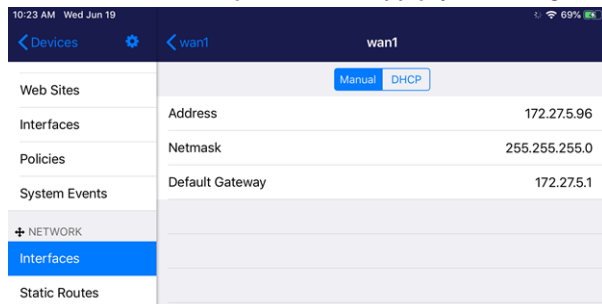 10:23 AM Wed Jun 19
69%
Devices
wan1
wan1
Manual DHCP
Web Sites
Interfaces
Policies
System Events
NETWORK
Interfaces
Static Routes
Address 172.27.5.96
Netmask 255.255.255.0
Default Gateway 172.27.5.1